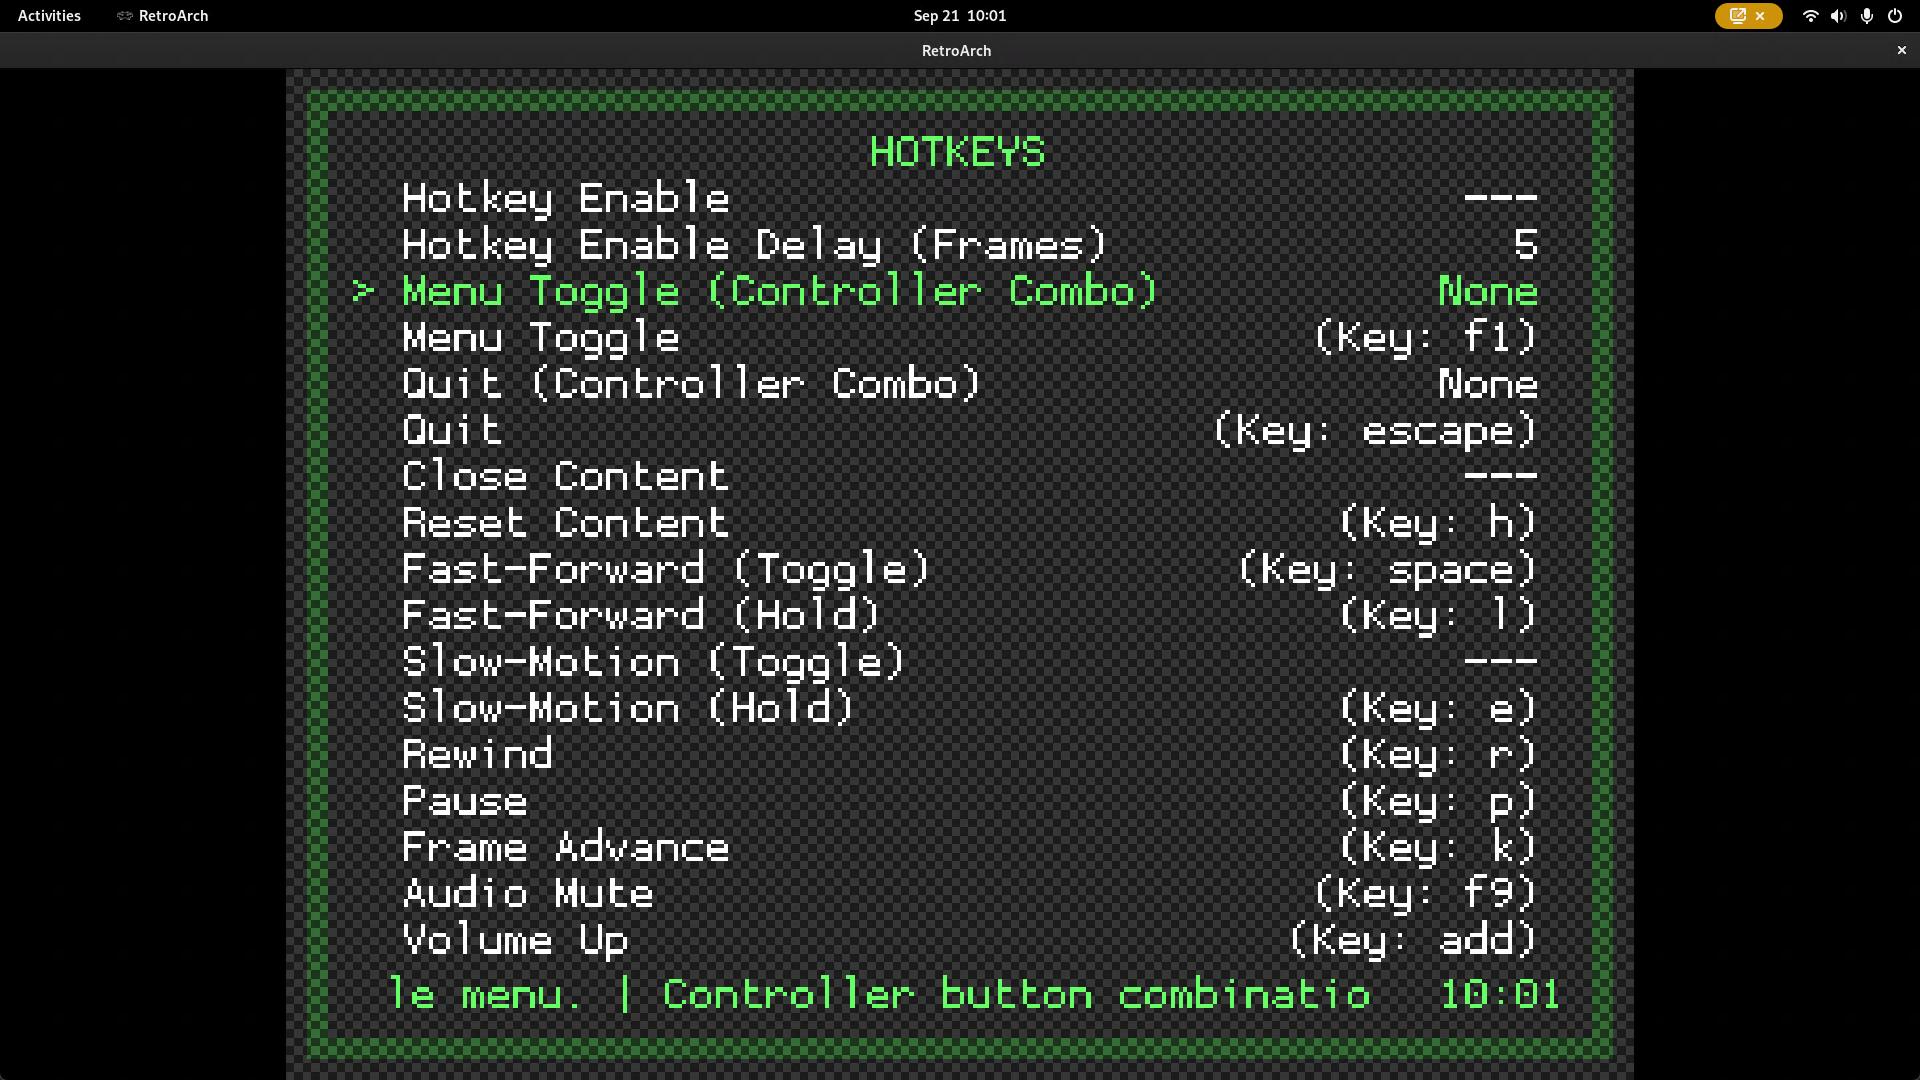 Activities RetroArch Sep 21 10:01
RetroArch
HOTKEYS
Hotkey Enable ---
Hotkey Enable Delay (Frames) 5
> Menu Toggle (Controller Combo) None
Menu Toggle (Key: f1)
Quit (Controller Combo) None
Quit (Key: escape)
Close Content ---
Reset Content (Key: h)
Fast-Forward (Toggle) (Key: space)
Fast-Forward (Hold) (Key: l)
Slow-Motion (Toggle) ---
Slow-Motion (Hold) (Key: e)
Rewind (Key: r)
Pause (Key: p)
Frame Advance (Key: k)
Audio Mute (Key: f9)
Volume Up (Key: add)
le menu. | Controller button combinatio 10:01